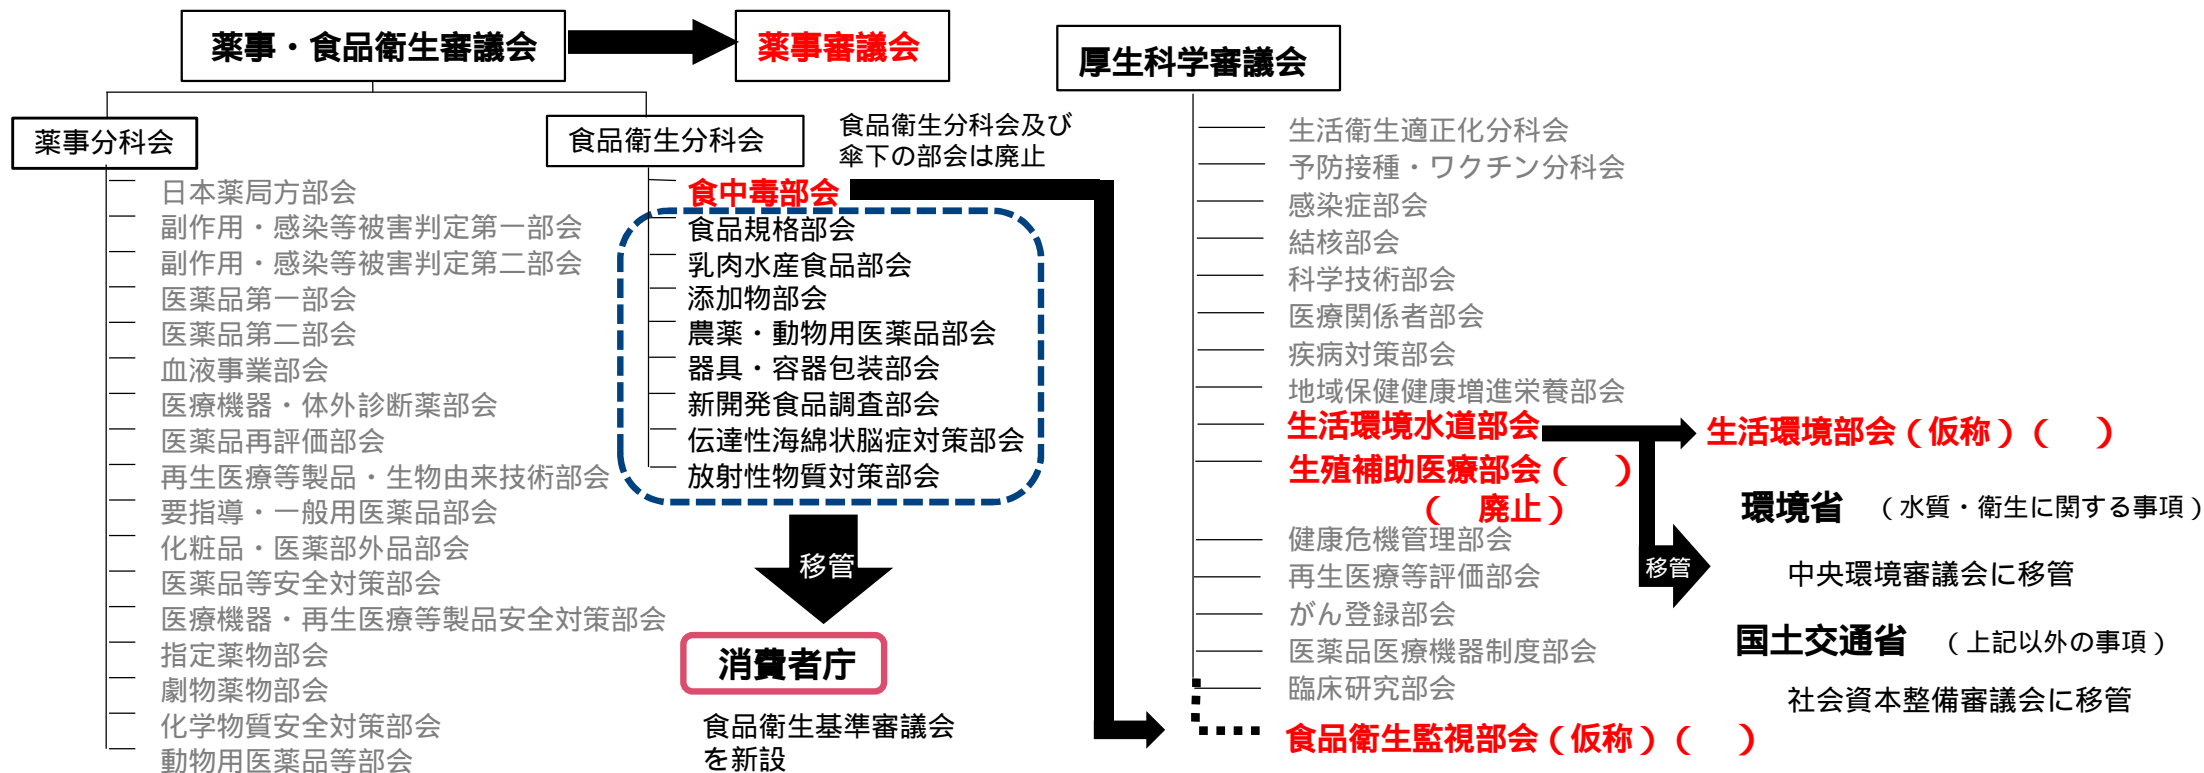 薬事・食品衛生審議会
薬事審議会
厚生科学審議会
薬事分科会
食品衛生分科会
食品衛生分科会及び
傘下の部会は廃止
日本薬局方部会
副作用・感染等被害判定第一部会
副作用・感染等被害判定第二部会
医薬品第一部会
医薬品第二部会
血液事業部会
医療機器・体外診断薬部会
医薬品再評価部会
再生医療等製品・生物由来技術部会
要指導・一般用医薬品部会
化粧品・医薬部外品部会
医薬品等安全対策部会
医療機器・再生医療等製品安全対策部会
指定薬物部会
劇物薬物部会
化学物質安全対策部会
動物用医薬品等部会
食中毒部会
食品規格部会
乳肉水産食品部会
添加物部会
農薬・動物用医薬品部会
器具・容器包装部会
新開発食品調査部会
伝達性海綿状脳症対策部会
放射性物質対策部会
移管
消費者庁
食品衛生基準審議会
を新設
生活衛生適正化分科会
予防接種・ワクチン分科会
感染症部会
結核部会
科学技術部会
医療関係者部会
疾病対策部会
地域保健健康増進栄養部会
生活環境水道部会
生殖補助医療部会（　）
（　廃止）
健康危機管理部会
再生医療等評価部会
がん登録部会
医薬品医療機器制度部会
臨床研究部会
食品衛生監視部会（仮称）（　）
生活環境部会（仮称）（　）
移管
環境省　（水質・衛生に関する事項）
中央環境審議会に移管
国土交通省　（上記以外の事項）
社会資本整備審議会に移管